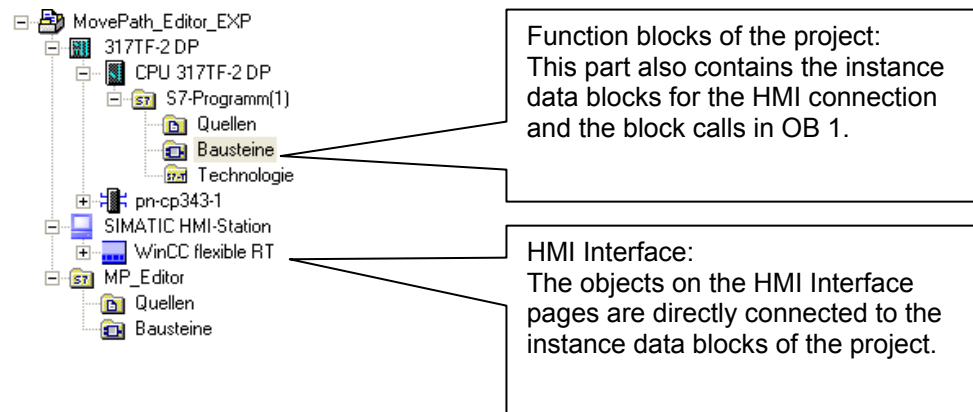 MovePath_Editor_EXP
317TF-2 DP
CPU 317TF-2 DP
S7-Programm(1)
Quellen
Bausteine
Technologie
pn-cp343-1
SIMATIC HMI-Station
WinCC flexible RT
MP_Editor
Quellen
Bausteine
Function blocks of the project:
This part also contains the instance
data blocks for the HMI connection
and the block calls in OB 1.
HMI Interface:
The objects on the HMI Interface
pages are directly connected to the
instance data blocks of the project.